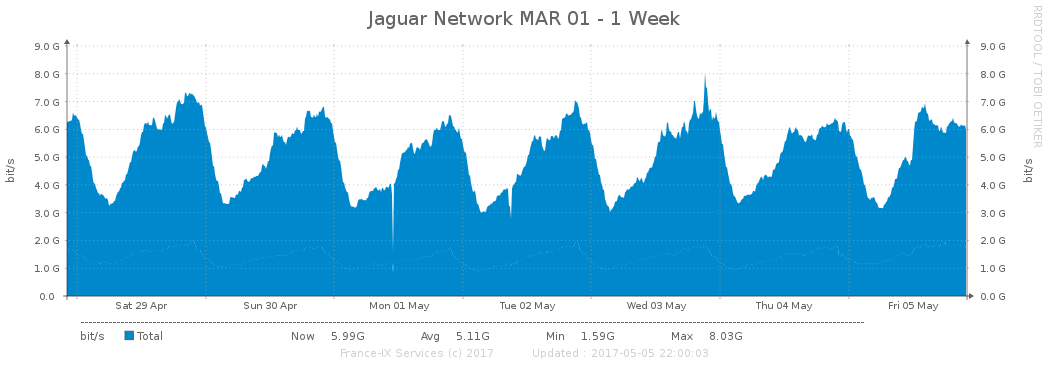 Jaguar Network MAR 01 - 1 Week
RRDTOOL / TOBI OETIKER
bit/s
9.0 G 9.0 G
8.0 G 8.0 G
7.0 G 7.0 G
6.0 G 6.0 G
5.0 G 5.0 G
4.0 G 4.0 G
3.0 G 3.0 G
2.0 G 2.0 G
1.0 G 1.0 G
0.0 0.0 G
bit/s
Sat 29 Apr Sun 30 Apr Mon 01 May Tue 02 May Wed 03 May Thu 04 May Fri 05 May
bit/s Total Now 5.99G Avg 5.11G Min 1.59G Max 8.03G
France-IX Services (c) 2017 Updated : 2017-05-05 22:00:03